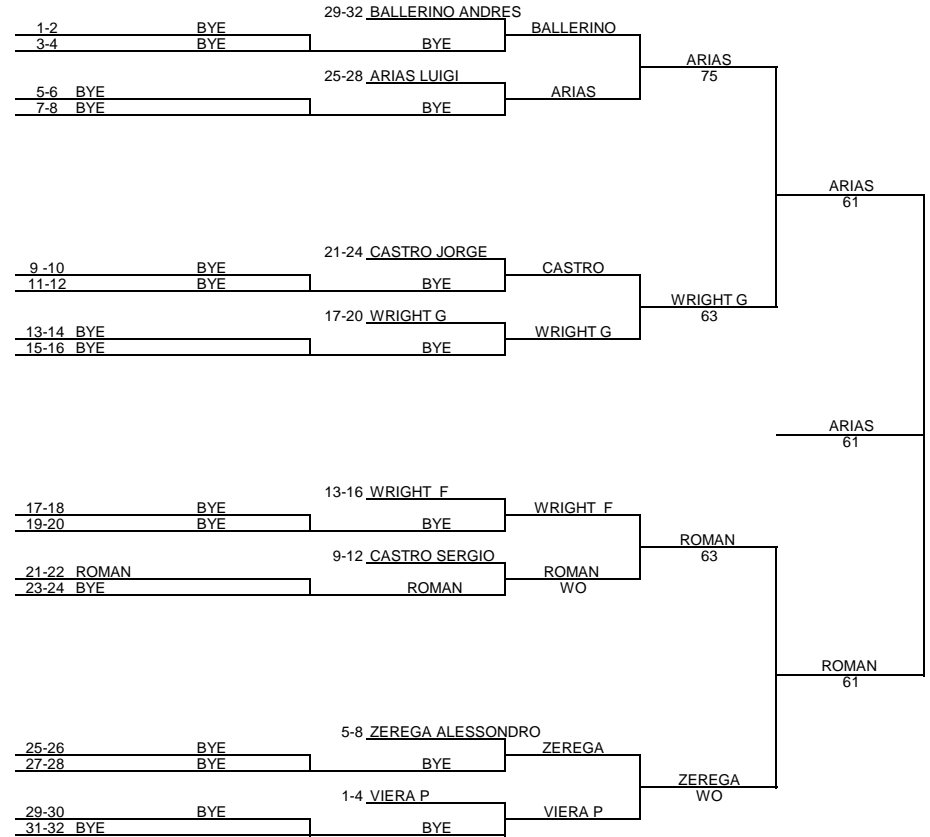 29-32 BALLERINO ANDRES
1-2 BYE BALLERINO
3-4 BYE BYE
ARIAS
25-28 ARIAS LUIGI 75
5-6 BYE ARIAS
7-8 BYE BYE
ARIAS
61
21-24 CASTRO JORGE
9 -10 BYE CASTRO
11-12 BYE BYE
WRIGHT G
17-20 WRIGHT G 63
13-14 BYE WRIGHT G
15-16 BYE BYE
ARIAS
61
13-16 WRIGHT F
17-18 BYE WRIGHT F
19-20 BYE BYE
ROMAN
9-12 CASTRO SERGIO 63
21-22 ROMAN ROMAN
23-24 BYE ROMAN WO
ROMAN
61
5-8 ZEREGA ALESSONDRO
25-26 BYE ZEREGA
27-28 BYE BYE
ZEREGA
1-4 VIERA P WO
29-30 BYE VIERA P
31-32 BYE BYE